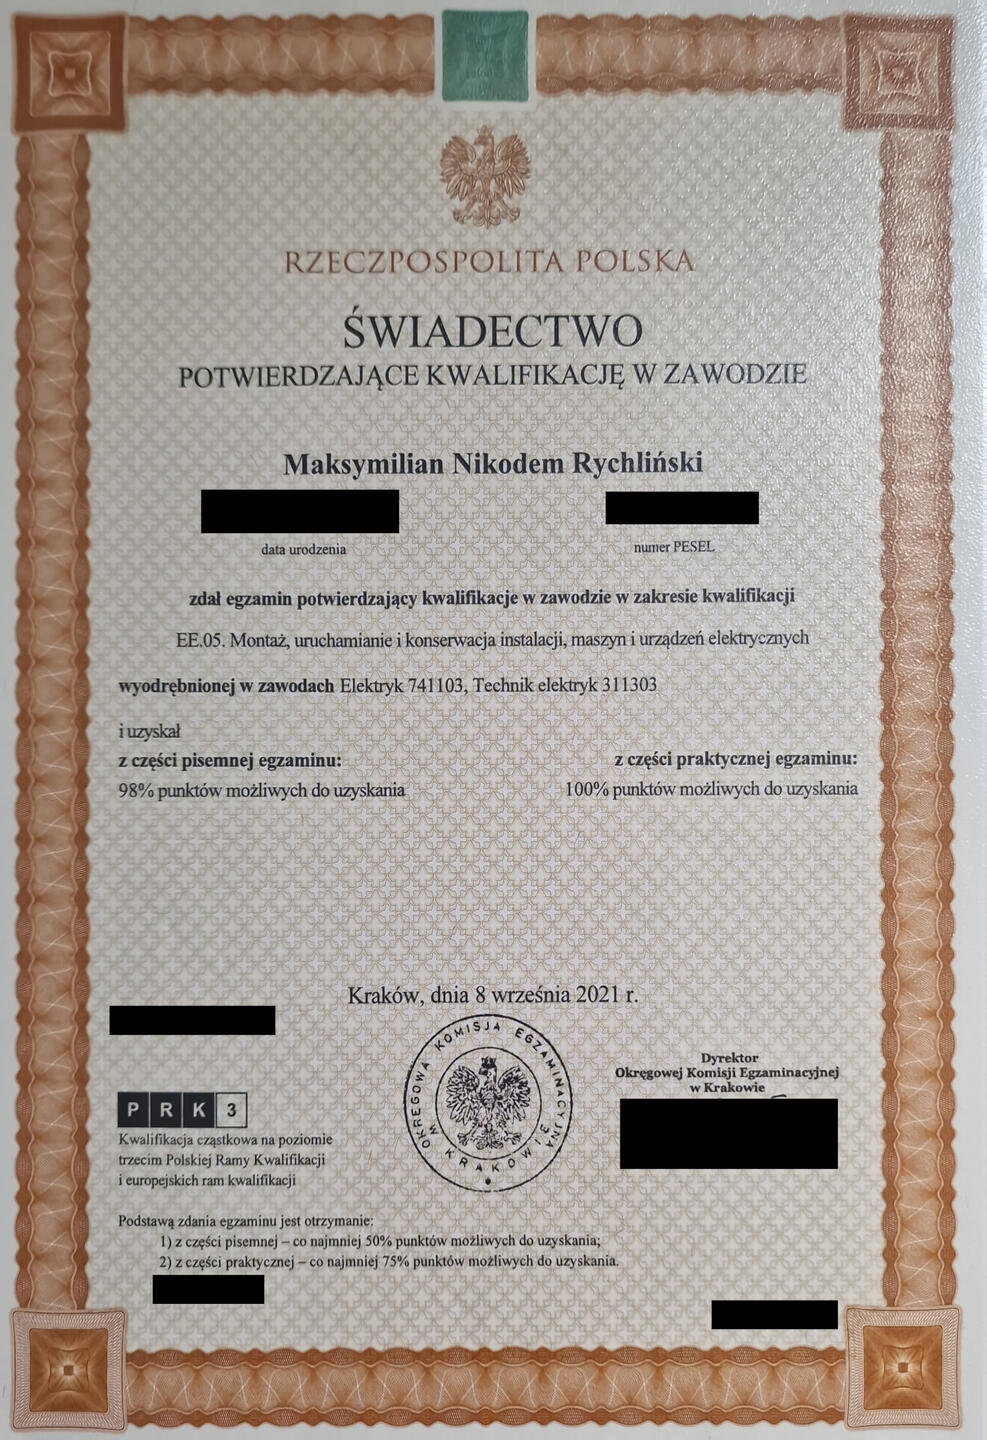 RZECZPOSPOLITA POLSKA
ŚWIADECTWO
POTWIERDZAJĄCE KWALIFIKACJĘ W ZAWODZIE
Maksymilian Nikodem Rychliński
data urodzenia
numer PESEL
zdał egzamin potwierdzający kwalifikacje w zawodzie w zakresie kwalifikacji
EE.05. Montaż, uruchamianie i konserwacja instalacji, maszyn i urządzeń elektrycznych
wyodrębnionej w zawodach Elektryk 741103, Technik elektryk 311303
i uzyskał
z części pisemnej egzaminu:
98% punktów możliwych do uzyskania
z części praktycznej egzaminu:
100% punktów możliwych do uzyskania
Kraków, dnia 8 września 2021 r.
OKRĘGOWA KOMISJA EGZAMINACYJNA
W KRAKOWIE
Dyrektor
Okręgowej Komisji Egzaminacyjnej
w Krakowie
PRK3
Kwalifikacja cząstkowa na poziomie
trzecim Polskiej Ramy Kwalifikacji
i europejskich ram kwalifikacji
Podstawą zdania egzaminu jest otrzymanie:
1) z części pisemnej – co najmniej 50% punktów możliwych do uzyskania;
2) z części praktycznej – co najmniej 75% punktów możliwych do uzyskania.